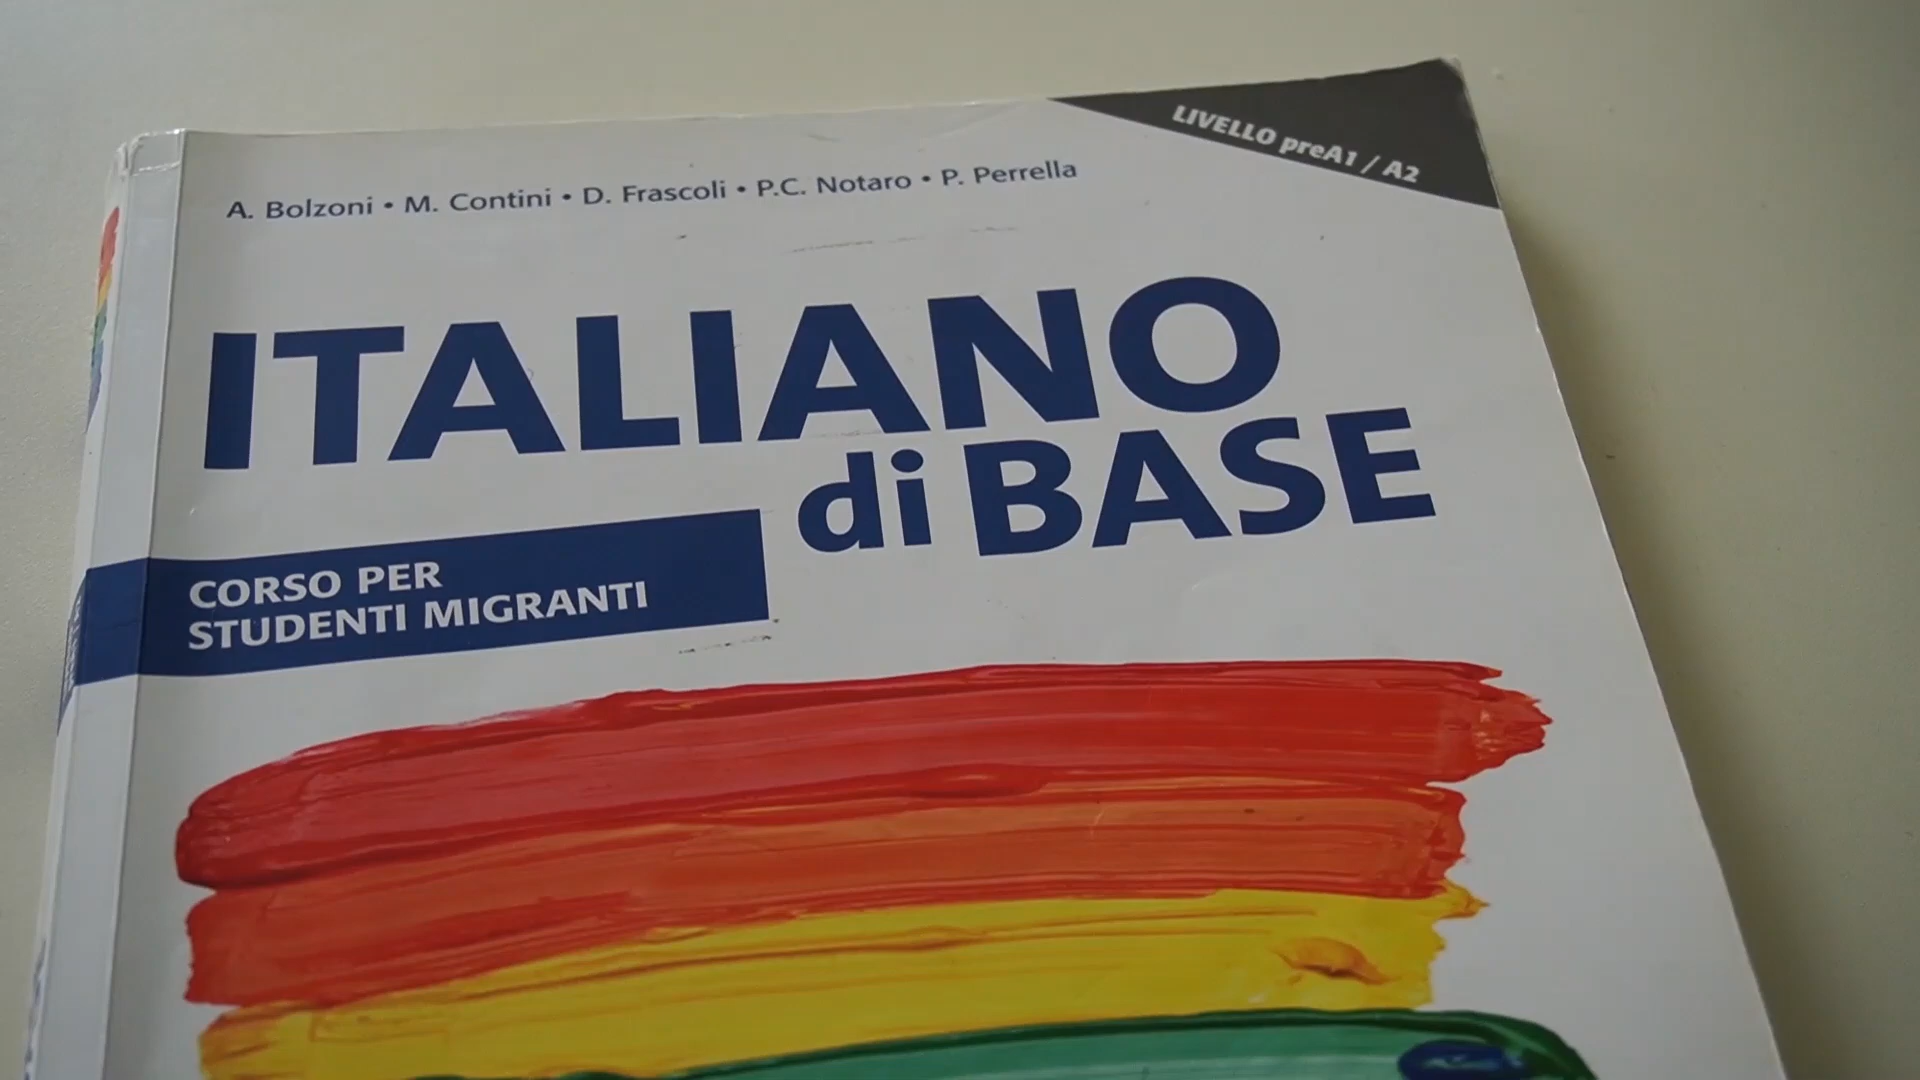 LIVELLO preA1 / A2
A. Bolzoni • M. Contini • D. Frascoli • P.C. Notaro • P. Perrella
ITALIANO
di BASE
CORSO PER
STUDENTI MIGRANTI